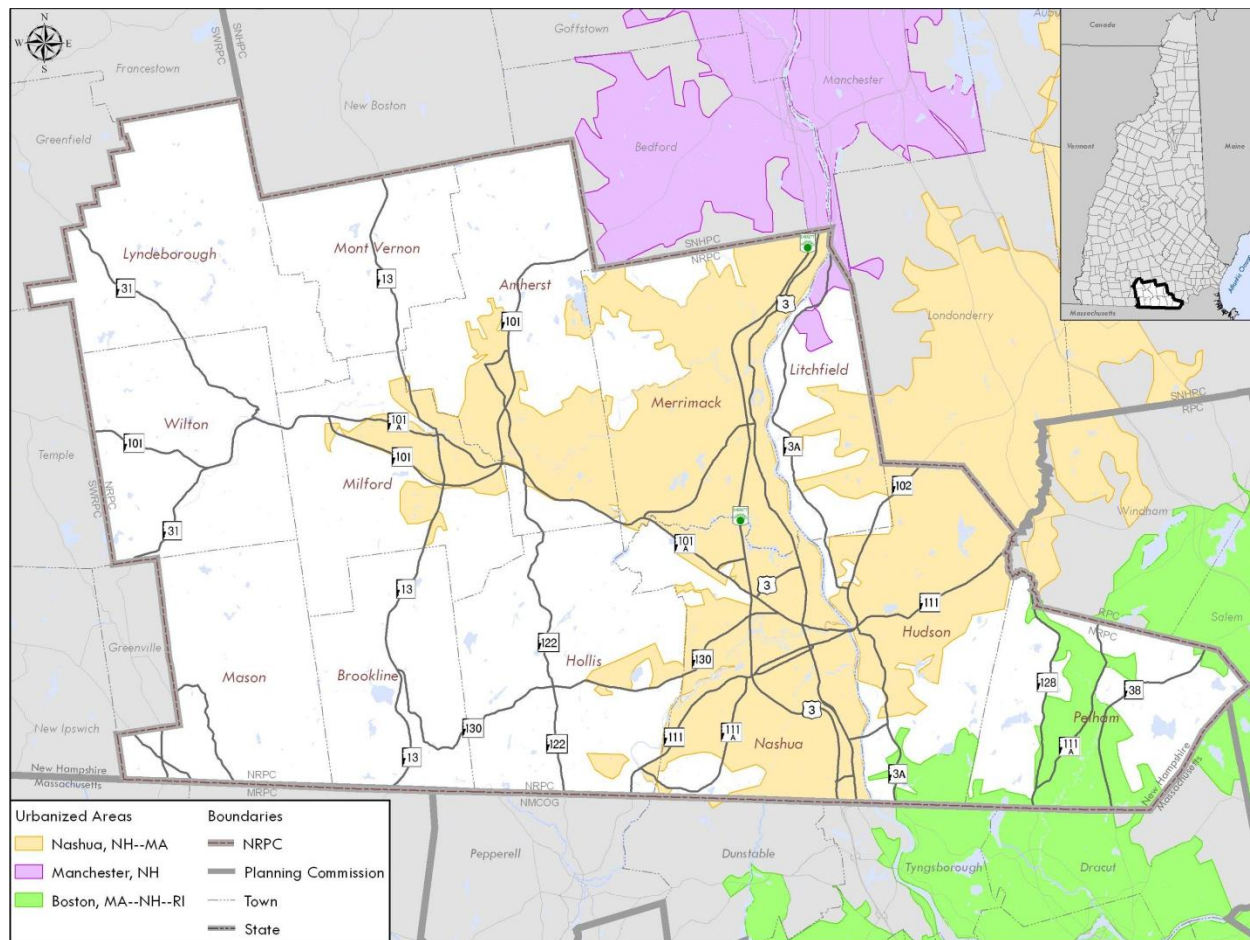 N
W
E
S
SWRPC
SNHPC
Francestown
Greenfield
New Boston
Goffstown
Manchester
Bedford
Canada
Vermont
Maine
Massachusetts
Lyndeborough
Mont Vernon
Amherst
SNHPC
NRPC
31
13
101
3
Londonderry
Litchfield
Merrimack
Wilton
101
101
A
101
Milford
3A
102
SNHPC
RPC
Temple
NRPC
SWRPC
31
101
A
3
111
Hudson
Windham
Salem
Greenville
Mason
Brookline
13
122
Hollis
130
RPC
NRPC
128
38
Pelham
111
A
New Ipswich
130
13
122
111
111
A
3
Nashua
3A
New Hampshire
Massachusetts
New Hampshire
Massachusetts
NRPC
MRPC
NRPC
NMCOG
Pepperell
Dunstable
Tyngsborough
Dracut
Urbanized Areas
Nashua, NH--MA
Manchester, NH
Boston, MA--NH--RI
Boundaries
NRPC
Planning Commission
Town
State